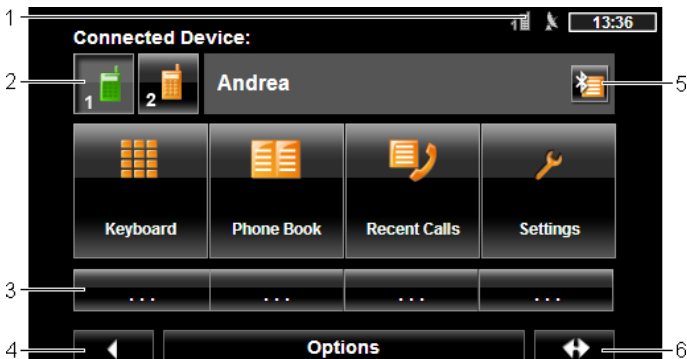 1
1 13:36
Connected Device:
2 1 2 Andrea 5
Keyboard Phone Book Recent Calls Settings
3 ... ... ... ...
4 Options 6